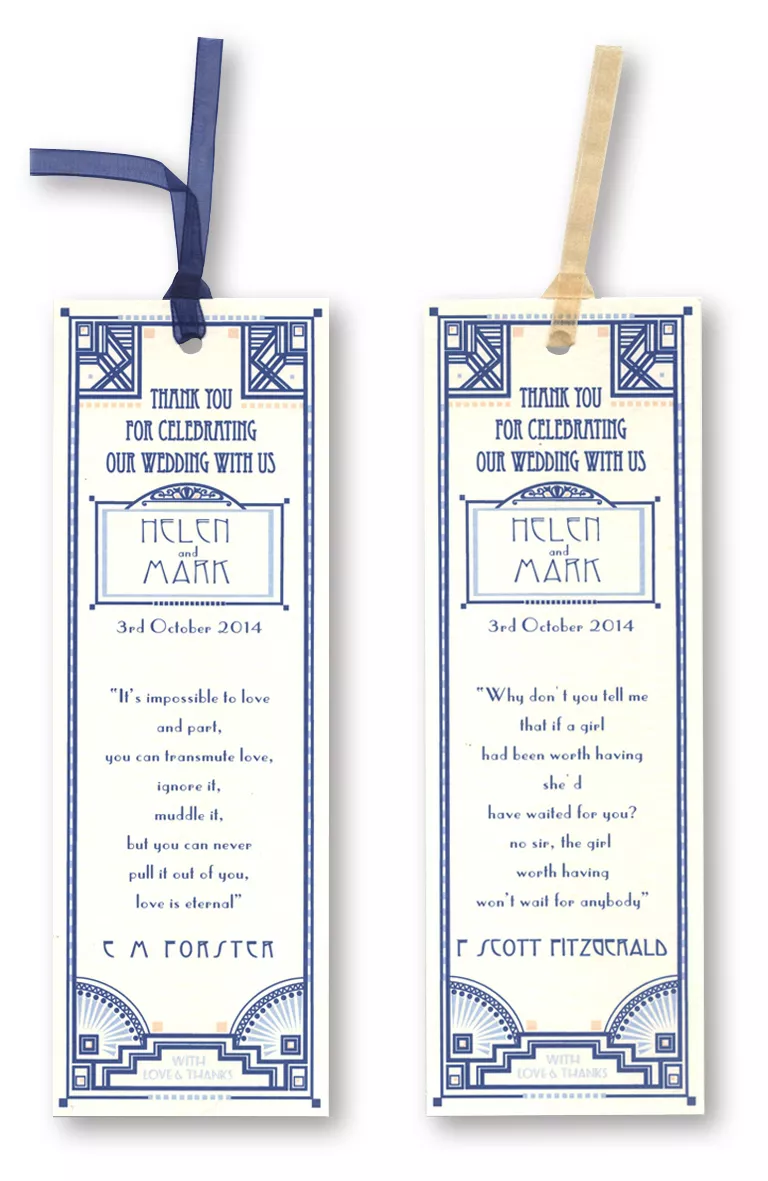 THANK YOU
FOR CELEBRATING
OUR WEDDING WITH US
HELEN
and
MARK
3rd October 2014
"It's impossible to love
and part,
you can transmute love,
ignore it,
muddle it,
but you can never
pull it out of you,
love is eternal"
E M FORSTER
WITH
LOVE & THANKS
THANK YOU
FOR CELEBRATING
OUR WEDDING WITH US
HELEN
and
MARK
3rd October 2014
"Why don't you tell me
that if a girl
had been worth having
she'd
have waited for you?
no sir, the girl
worth having
won't wait for anybody"
F SCOTT FITZGERALD
WITH
LOVE & THANKS